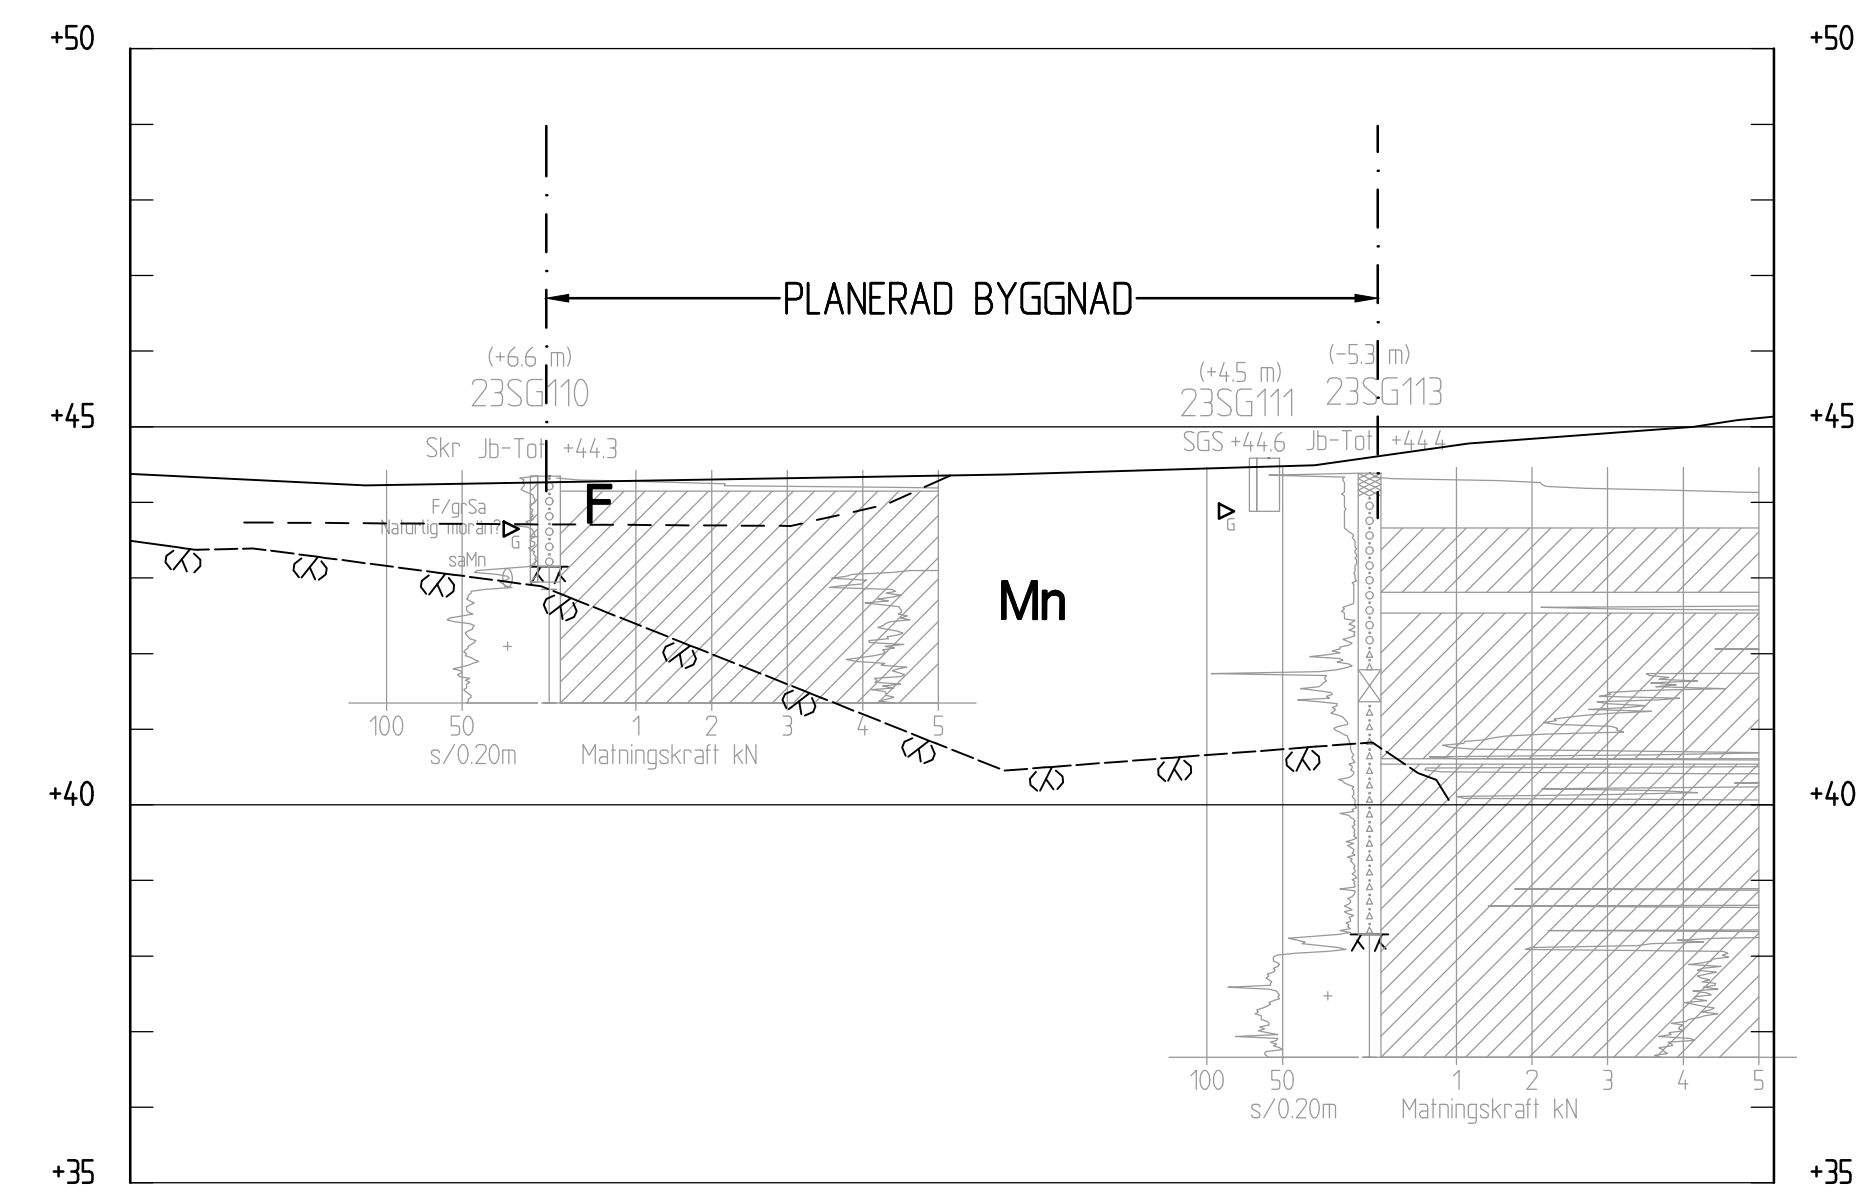 +50 +50
PLANERAD BYGGNAD
(+6.6 m) (+4.5 m) (-5.3 m)
23SG110 23SG111 23SG113
+45 +45
Skr Jb-Tot +44.3 SGS +44.6 Jb-Tot +44.4
F
F/grSa
Naturlig morän?
G G
saMn
Mn
100 50 1 2 3 4 5
s/0.20m Matningskraft kN
+40 +40
100 50 1 2 3 4 5
s/0.20m Matningskraft kN
+35 +35